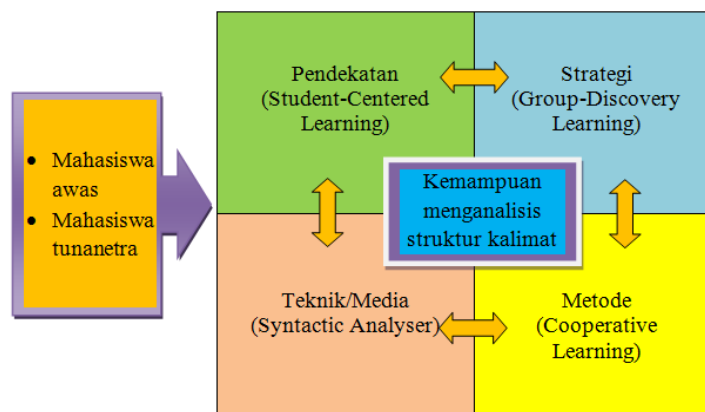 • Mahasiswa
awas
• Mahasiswa
tunanetra
Pendekatan
(Student-Centered
Learning)
Strategi
(Group-Discovery
Learning)
Kemampuan
menganalisis
struktur kalimat
Teknik/Media
(Syntactic Analyser)
Metode
(Cooperative
Learning)